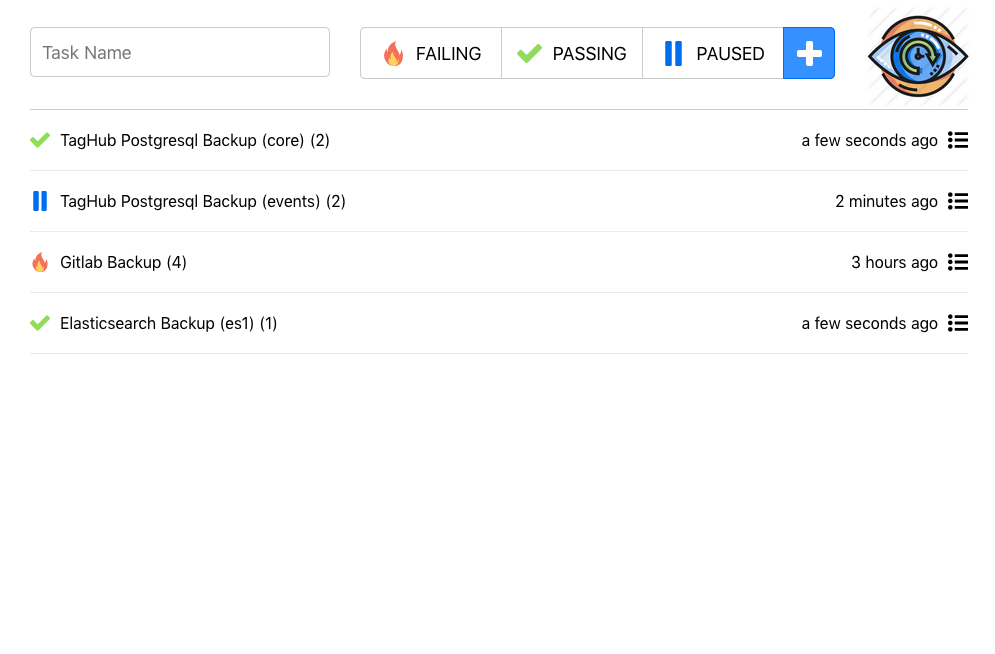 Task Name
FAILING
PASSING
PAUSED
TagHub Postgresql Backup (core) (2) a few seconds ago
TagHub Postgresql Backup (events) (2) 2 minutes ago
Gitlab Backup (4) 3 hours ago
Elasticsearch Backup (es1) (1) a few seconds ago